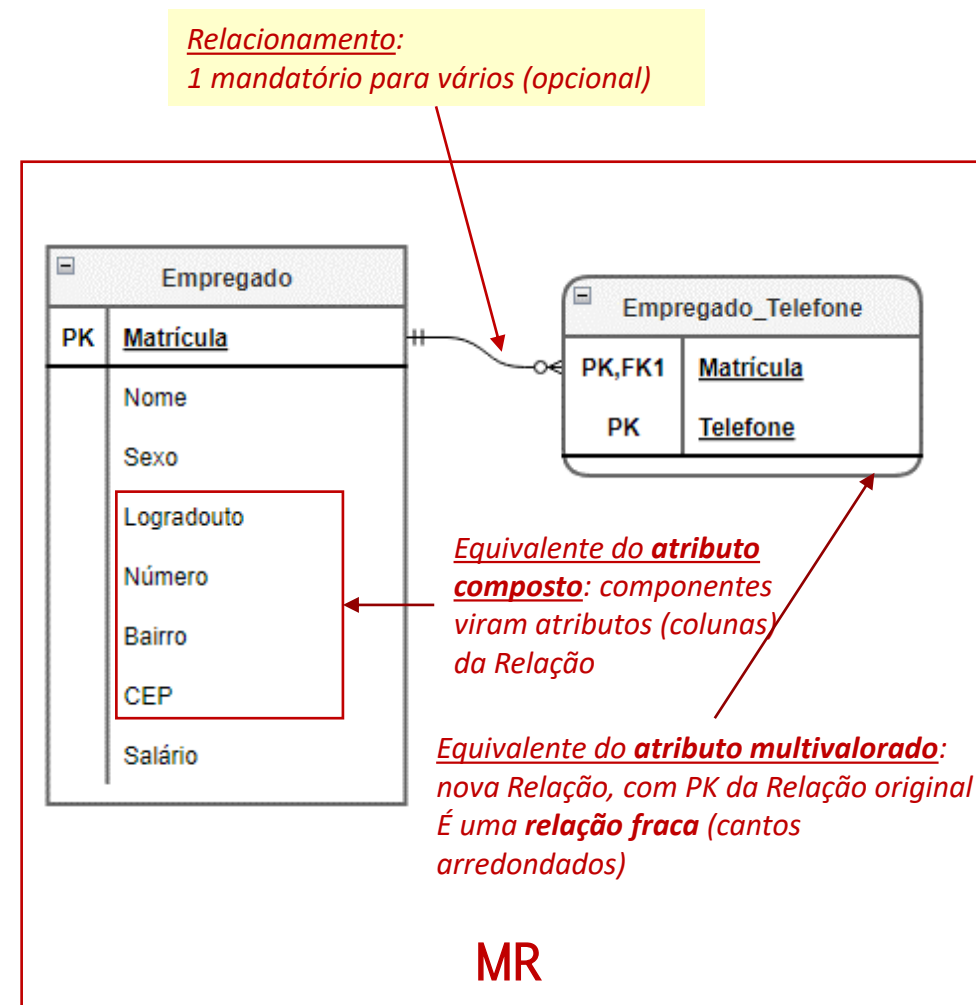 Relacionamento:
1 mandatório para vários (opcional)
Empregado
PK Matrícula
Nome
Sexo
Logradouto
Número
Bairro
CEP
Salário
Empregado_Telefone
PK,FK1 Matrícula
PK Telefone
Equivalente do atributo
composto: componentes
viram atributos (colunas)
da Relação
Equivalente do atributo multivalorado:
nova Relação, com PK da Relação original
É uma relação fraca (cantos
arredondados)
MR